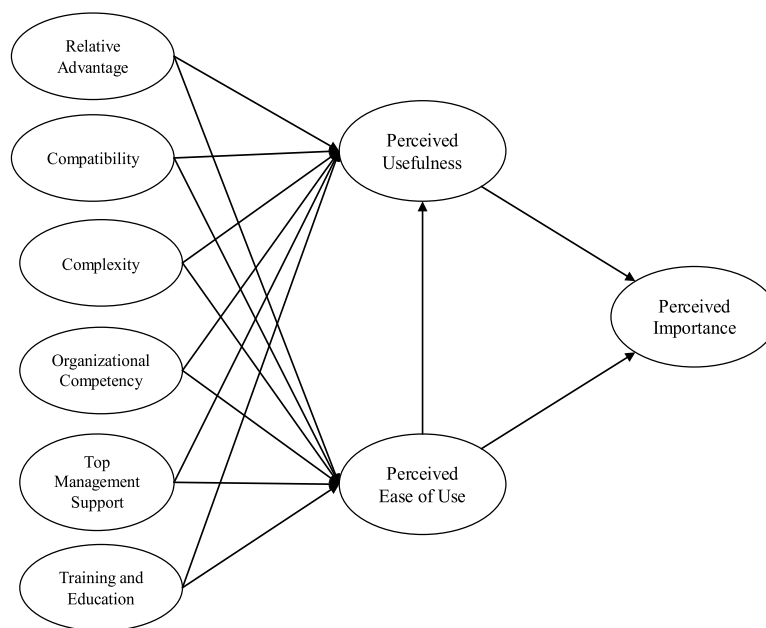 Relative
Advantage
Compatibility
Complexity
Organizational
Competency
Top
Management
Support
Training and
Education
Perceived
Usefulness
Perceived
Ease of Use
Perceived
Importance